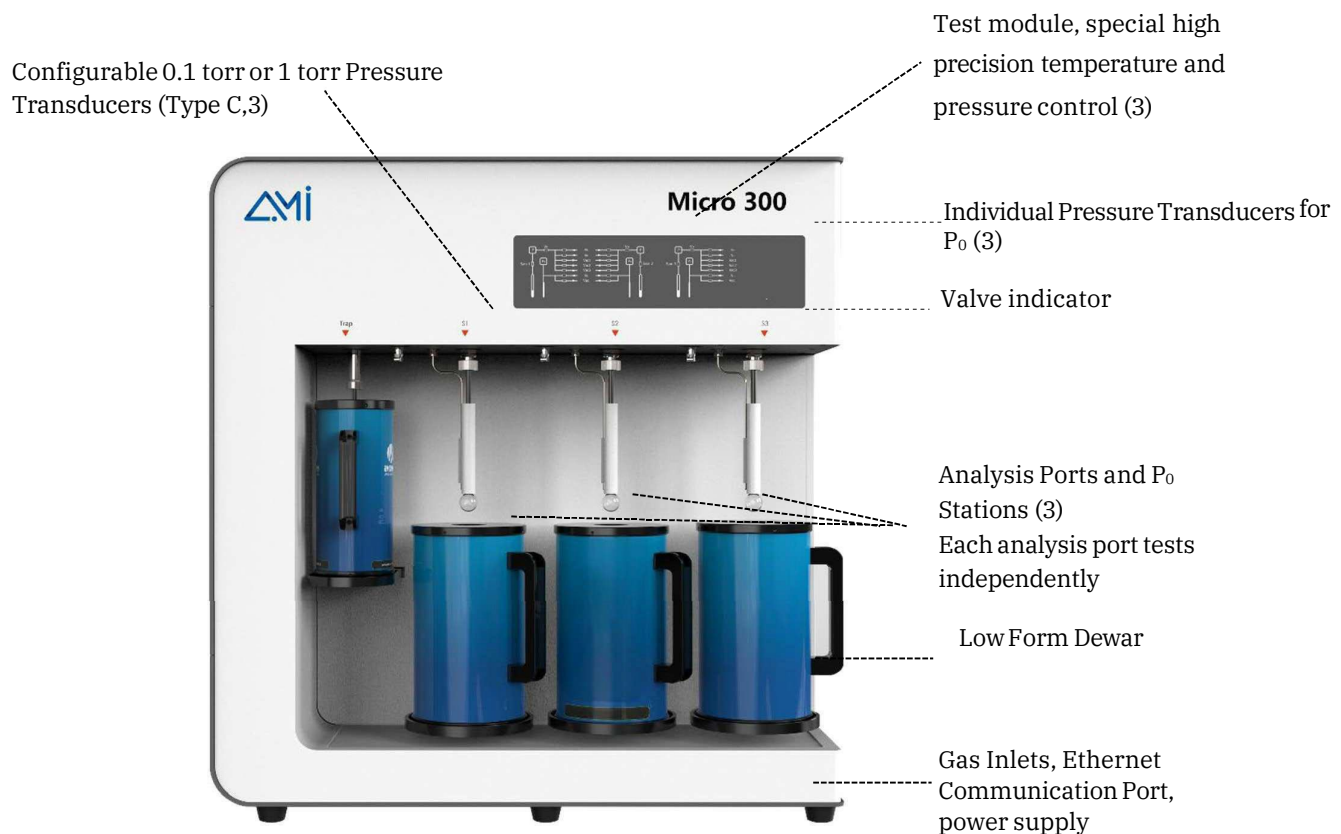 Test module, special high
precision temperature and
pressure control (3)
Configurable 0.1 torr or 1 torr Pressure
Transducers (Type C,3)
AMi
Micro 300
Individual Pressure Transducers for
P₀ (3)
Valve indicator
Trap
S1
S2
S3
Analysis Ports and P₀
Stations (3)
Each analysis port tests
independently
Low Form Dewar
Gas Inlets, Ethernet
Communication Port,
power supply